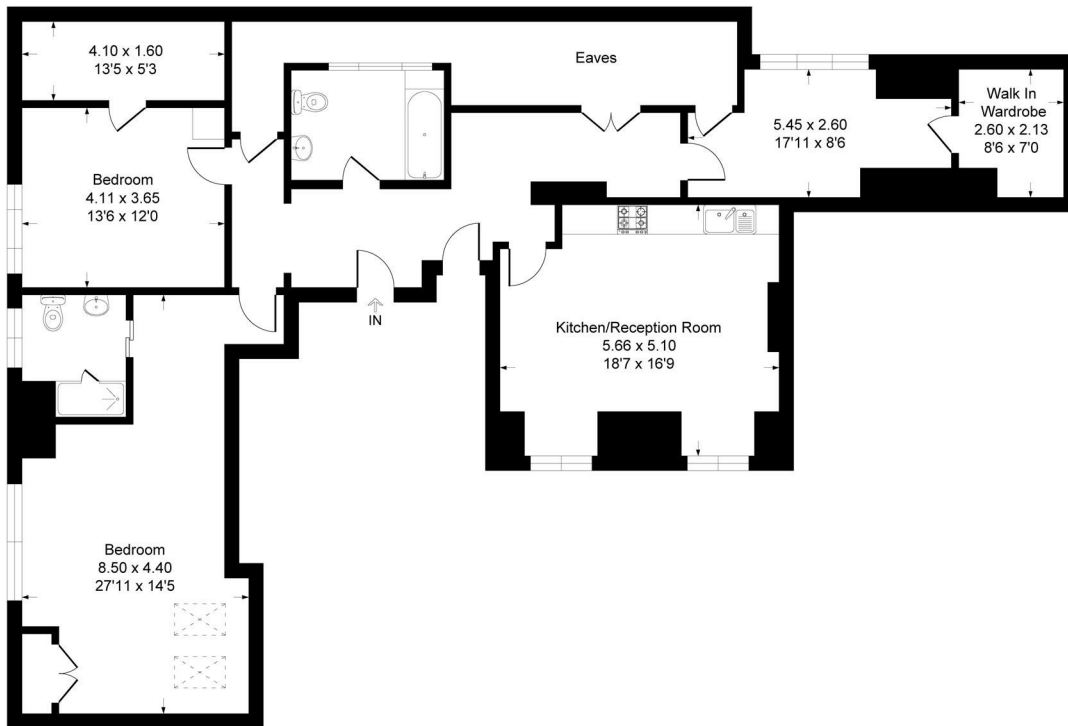 4.10 x 1.60
13'5 x 5'3
Eaves
5.45 x 2.60
17'11 x 8'6
Walk In
Wardrobe
2.60 x 2.13
8'6 x 7'0
Bedroom
4.11 x 3.65
13'6 x 12'0
IN
Kitchen/Reception Room
5.66 x 5.10
18'7 x 16'9
Bedroom
8.50 x 4.40
27'11 x 14'5